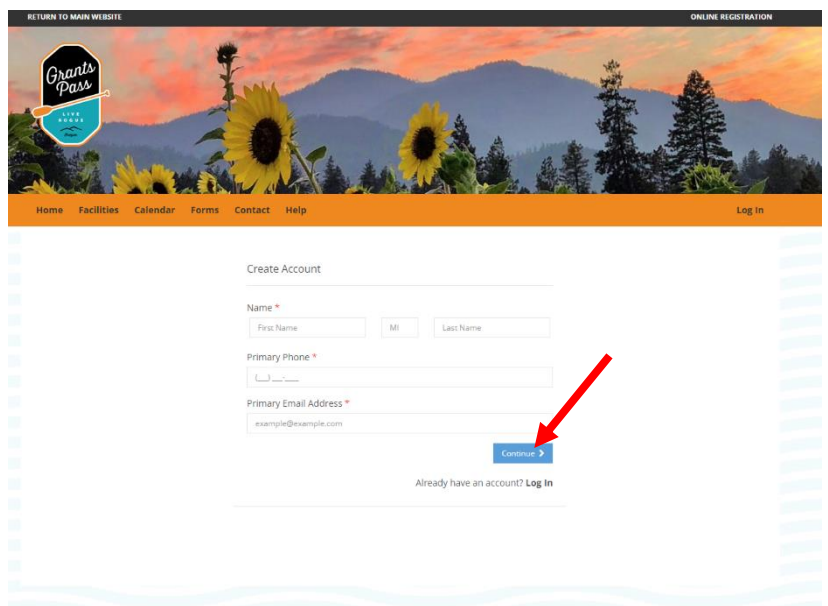 RETURN TO MAIN WEBSITE
ONLINE REGISTRATION
Grants
Pass
LIVE
ROGUE
Oregon
Home Facilities Calendar Forms Contact Help Log In
Create Account
Name *
First Name MI Last Name
Primary Phone *
(__) ___-____
Primary Email Address *
example@example.com
Continue
Already have an account? Log In